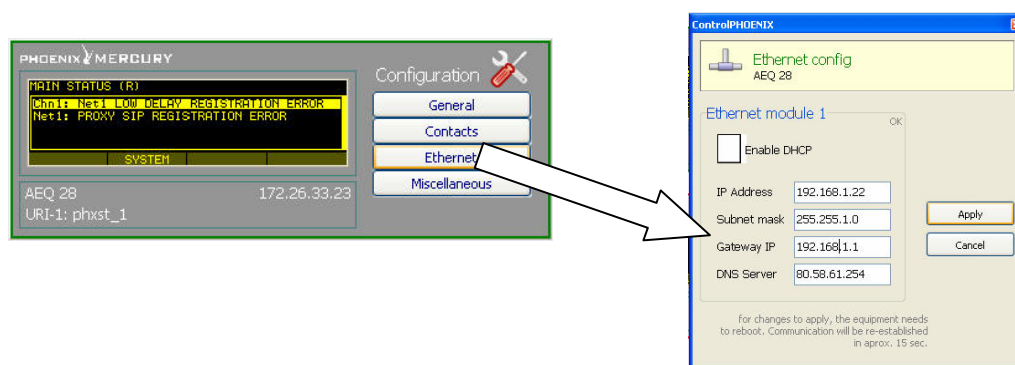 PHOENIX MERCURY
MAIN STATUS (R)
Chn1: Net1 LOW DELAY REGISTRATION ERROR
Net1: PROXY SIP REGISTRATION ERROR
SYSTEM
AEQ 28 172.26.33.23
URI-1: phxst_1
Configuration
General
Contacts
Ethernet
Miscellaneous
ControlPHOENIX
Ethernet config
AEQ 28
Ethernet module 1
OK
Enable DHCP
IP Address 192.168.1.22
Subnet mask 255.255.1.0
Gateway IP 192.168.1.1
DNS Server 80.58.61.254
Apply
Cancel
for changes to apply, the equipment needs
to reboot. Communication will be re-established
in aprox. 15 sec.